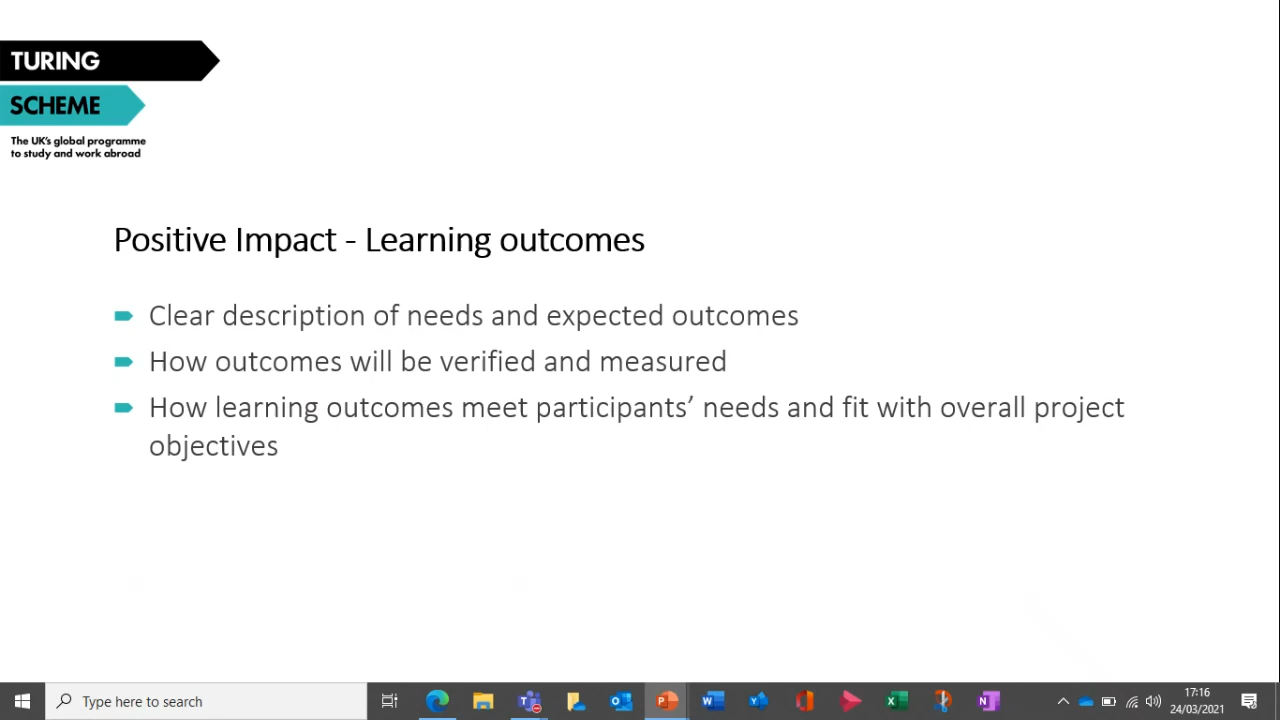 TURING
SCHEME
The UK's global programme
to study and work abroad
Positive Impact - Learning outcomes
Clear description of needs and expected outcomes
How outcomes will be verified and measured
How learning outcomes meet participants’ needs and fit with overall project
objectives
Type here to search
17:16
24/03/2021